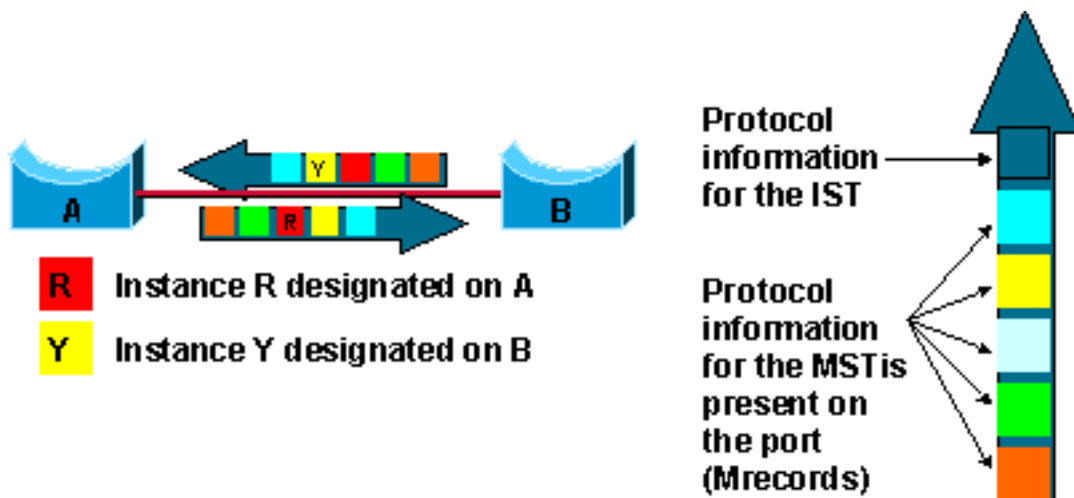 A
B
Y
R
R Instance R designated on A
Y Instance Y designated on B
Protocol
information
for the IST
Protocol
information
for the MSTis
present on
the port
(Mrecords)